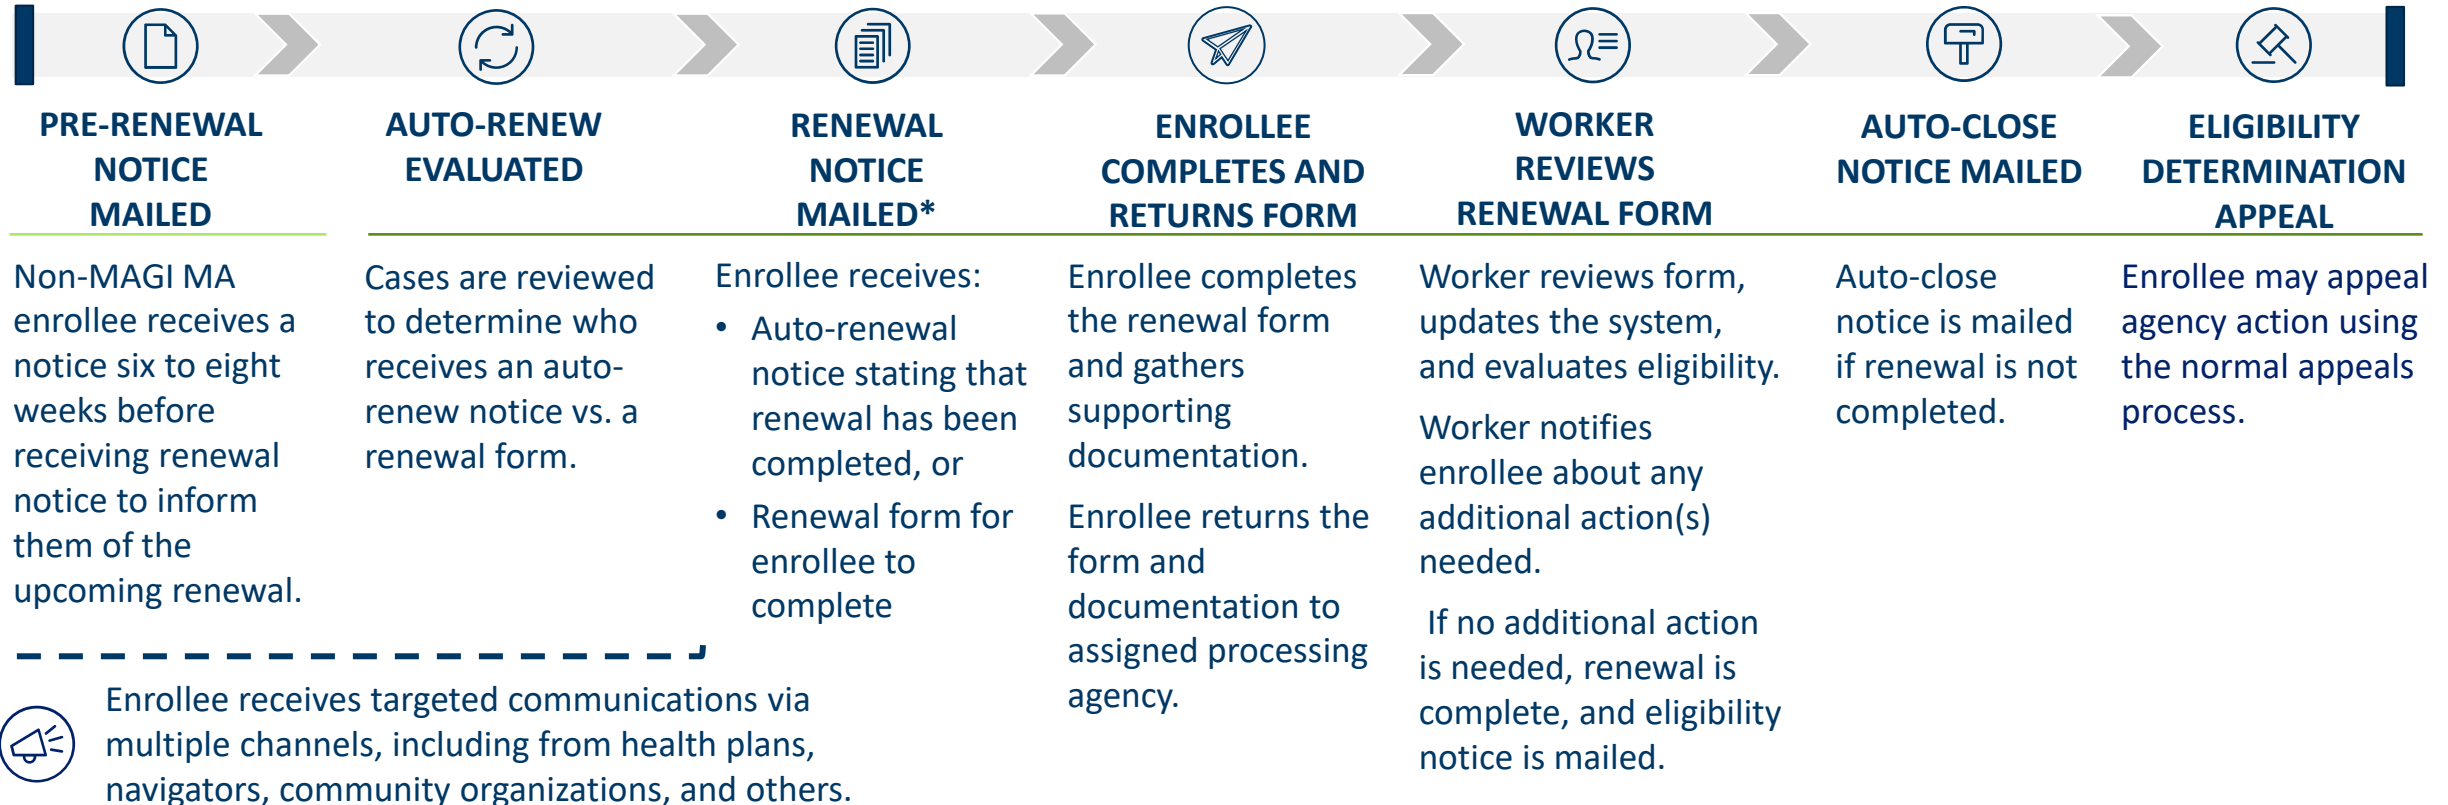 PRE-RENEWAL
NOTICE
MAILED
Non-MAGI MA
enrollee receives a
notice six to eight
weeks before
receiving renewal
notice to inform
them of the
upcoming renewal.
AUTO-RENEW
EVALUATED
Cases are reviewed
to determine who
receives an auto-
renew notice vs. a
renewal form.
RENEWAL
NOTICE
MAILED*
Enrollee receives:
• Auto-renewal
notice stating that
renewal has been
completed, or
• Renewal form for
enrollee to
complete
ENROLLEE
COMPLETES AND
RETURNS FORM
Enrollee completes
the renewal form
and gathers
supporting
documentation.
Enrollee returns the
form and
documentation to
assigned processing
agency.
WORKER
REVIEWS
RENEWAL FORM
Worker reviews form,
updates the system,
and evaluates eligibility.
Worker notifies
enrollee about any
additional action(s)
needed.
If no additional action
is needed, renewal is
complete, and eligibility
notice is mailed.
AUTO-CLOSE
NOTICE MAILED
Auto-close
notice is mailed
if renewal is not
completed.
ELIGIBILITY
DETERMINATION
APPEAL
Enrollee may appeal
agency action using
the normal appeals
process.
Enrollee receives targeted communications via
multiple channels, including from health plans,
navigators, community organizations, and others.